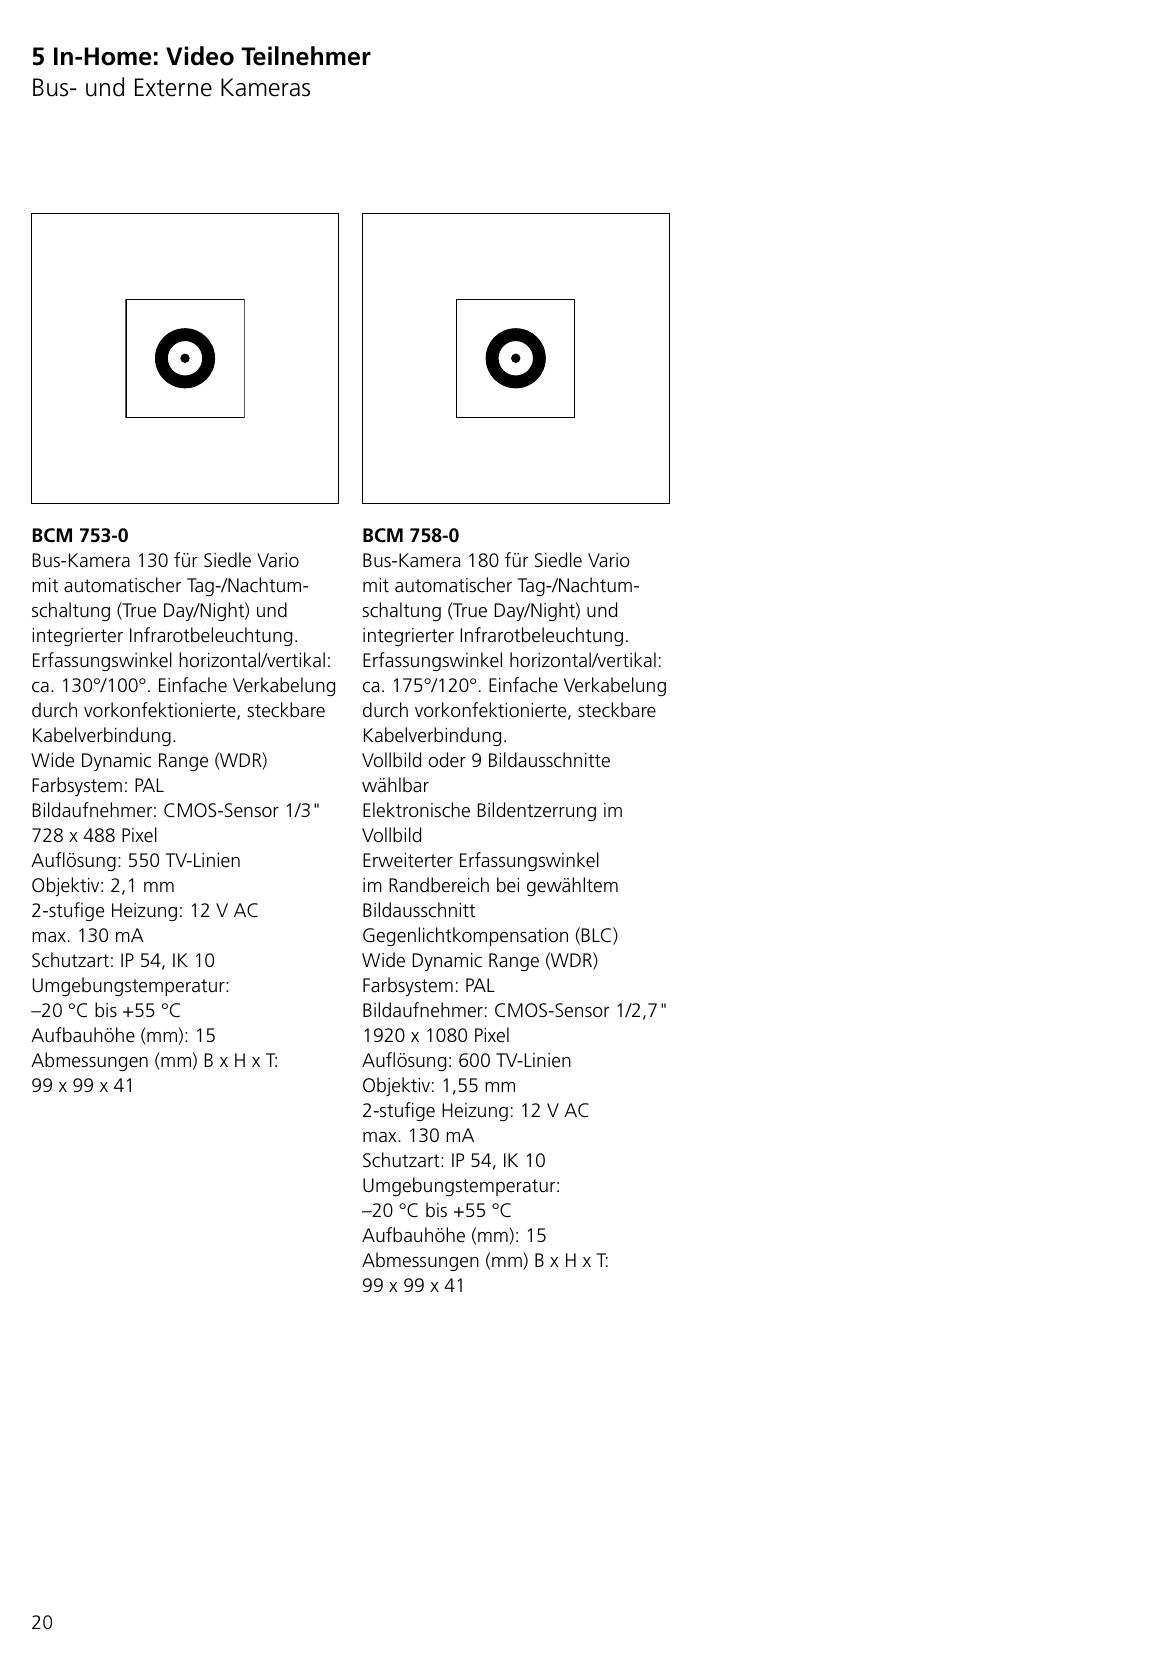 5 In-Home: Video Teilnehmer
Bus- und Externe Kameras
BCM 753-0
Bus-Kamera 130 für Siedle Vario
mit automatischer Tag-/Nachtum-
schaltung (True Day/Night) und
integrierter Infrarotbeleuchtung.
Erfassungswinkel horizontal/vertikal:
ca. 130°/100°. Einfache Verkabelung
durch vorkonfektionierte, steckbare
Kabelverbindung.
Wide Dynamic Range (WDR)
Farbsystem: PAL
Bildaufnehmer: CMOS-Sensor 1/3"
728 x 488 Pixel
Auflösung: 550 TV-Linien
Objektiv: 2,1 mm
2-stufige Heizung: 12 V AC
max. 130 mA
Schutzart: IP 54, IK 10
Umgebungstemperatur:
–20 °C bis +55 °C
Aufbauhöhe (mm): 15
Abmessungen (mm) B x H x T:
99 x 99 x 41
BCM 758-0
Bus-Kamera 180 für Siedle Vario
mit automatischer Tag-/Nachtum-
schaltung (True Day/Night) und
integrierter Infrarotbeleuchtung.
Erfassungswinkel horizontal/vertikal:
ca. 175°/120°. Einfache Verkabelung
durch vorkonfektionierte, steckbare
Kabelverbindung.
Vollbild oder 9 Bildausschnitte
wählbar
Elektronische Bildentzerrung im
Vollbild
Erweiterter Erfassungswinkel
im Randbereich bei gewähltem
Bildausschnitt
Gegenlichtkompensation (BLC)
Wide Dynamic Range (WDR)
Farbsystem: PAL
Bildaufnehmer: CMOS-Sensor 1/2,7"
1920 x 1080 Pixel
Auflösung: 600 TV-Linien
Objektiv: 1,55 mm
2-stufige Heizung: 12 V AC
max. 130 mA
Schutzart: IP 54, IK 10
Umgebungstemperatur:
–20 °C bis +55 °C
Aufbauhöhe (mm): 15
Abmessungen (mm) B x H x T:
99 x 99 x 41
20